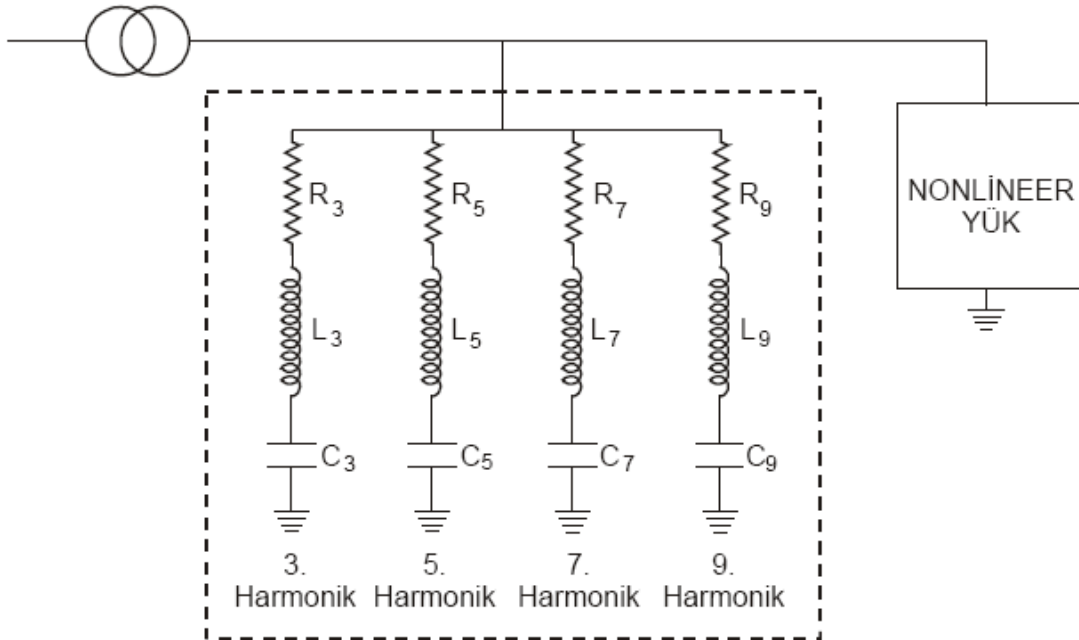 R3 R5 R7 R9
NONLİNEER
YÜK
L3 L5 L7 L9
C3 C5 C7 C9
3. 5. 7. 9.
Harmonik Harmonik Harmonik Harmonik